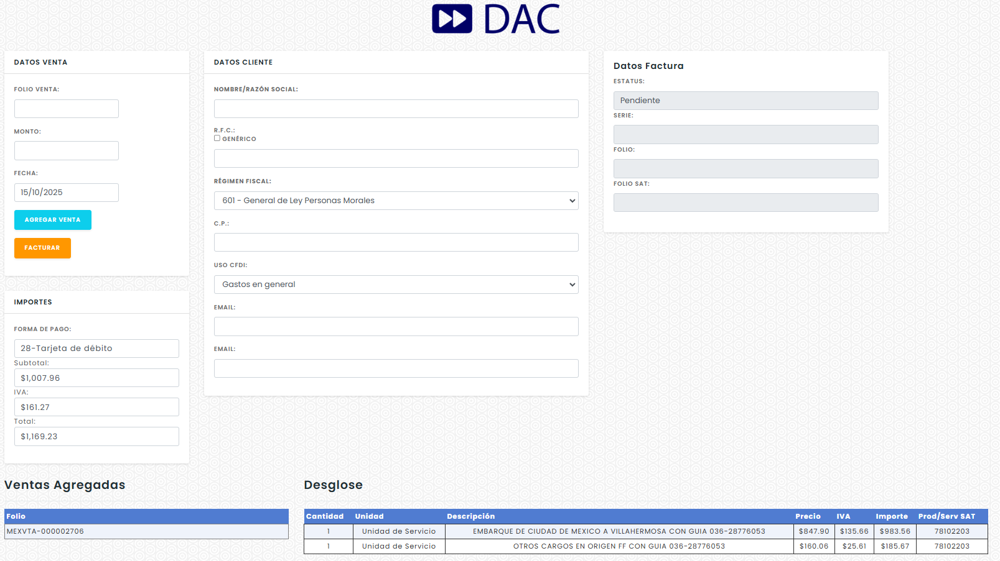 DAC
DATOS VENTA
FOLIO VENTA:
MONTO:
FECHA:
15/10/2025
AGREGAR VENTA
FACTURAR
IMPORTES
FORMA DE PAGO:
28-Tarjeta de débito
Subtotal:
$1,007.96
IVA:
$161.27
Total:
$1,169.23
DATOS CLIENTE
NOMBRE/RAZÓN SOCIAL:
R.F.C.:
GENÉRICO
RÉGIMEN FISCAL:
601 - General de Ley Personas Morales
C.P.:
USO CFDI:
Gastos en general
EMAIL:
EMAIL:
Datos Factura
ESTATUS:
Pendiente
SERIE:
FOLIO:
FOLIO SAT:
Ventas Agregadas
Folio
MEXVTA-000002706
Desglose
Cantidad Unidad Descripción Precio IVA Importe Prod/Serv SAT
1 Unidad de Servicio EMBARQUE DE CIUDAD DE MEXICO A VILLAHERMOSA CON GUIA 036-28776053 $847.90 $135.66 $983.56 78102203
1 Unidad de Servicio OTROS CARGOS EN ORIGEN FF CON GUIA 036-28776053 $160.06 $25.61 $185.67 78102203